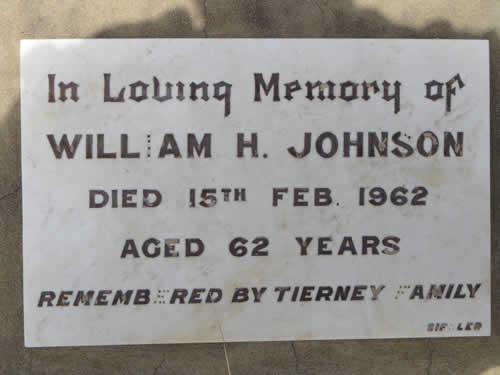 In Loving Memory of
WILLIAM H. JOHNSON
DIED 15TH FEB. 1962
AGED 62 YEARS
REMEMBERED BY TIERNEY FAMILY